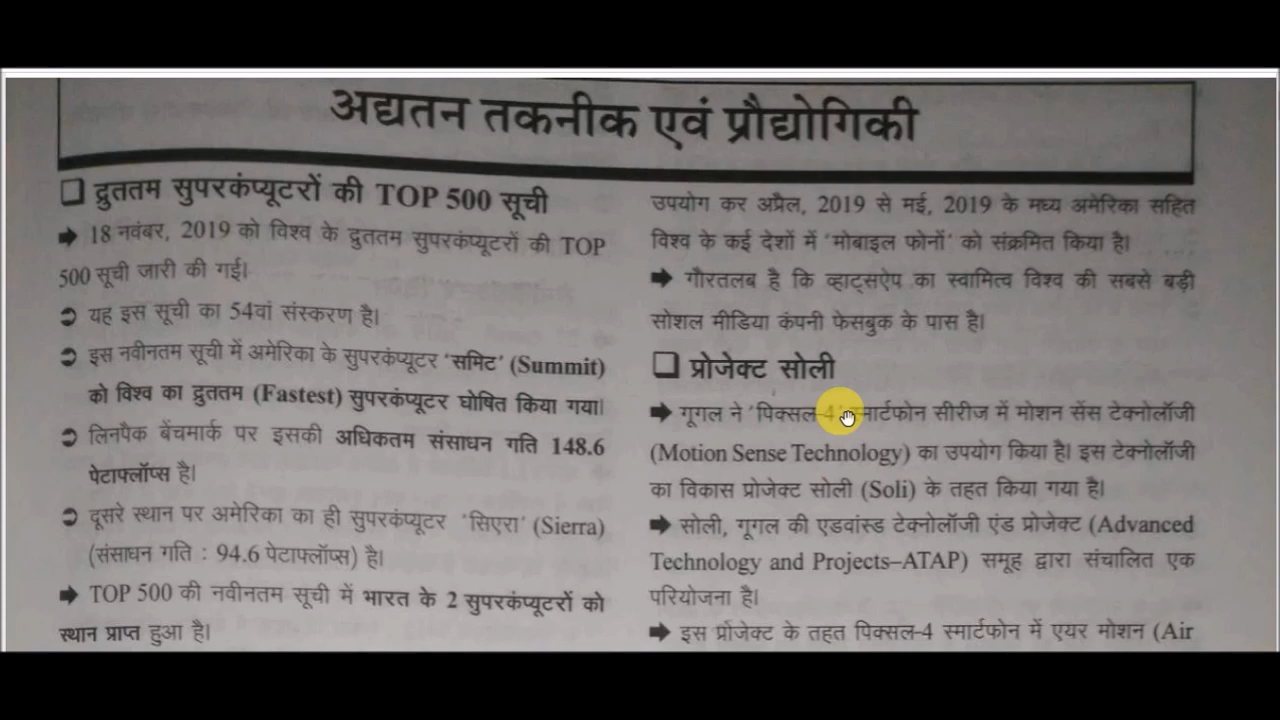 अद्यतन तकनीक एवं प्रौद्योगिकी
❑ द्रुततम सुपरकंप्यूटरों की TOP 500 सूची
➡ 18 नवंबर, 2019 को विश्व के द्रुततम सुपरकंप्यूटरों की TOP
500 सूची जारी की गई।
➲ यह इस सूची का 54वां संस्करण है।
➲ इस नवीनतम सूची में अमेरिका के सुपरकंप्यूटर 'समिट' (Summit)
को विश्व का द्रुततम (Fastest) सुपरकंप्यूटर घोषित किया गया।
➲ लिनपैक बेंचमार्क पर इसकी अधिकतम संसाधन गति 148.6
पेटाफ्लॉप्स है।
➲ दूसरे स्थान पर अमेरिका का ही सुपरकंप्यूटर 'सिएरा' (Sierra)
(संसाधन गति : 94.6 पेटाफ्लॉप्स) है।
➡ TOP 500 की नवीनतम सूची में भारत के 2 सुपरकंप्यूटरों को
स्थान प्राप्त हुआ है।
उपयोग कर अप्रैल, 2019 से मई, 2019 के मध्य अमेरिका सहित
विश्व के कई देशों में 'मोबाइल फोनों' को संक्रमित किया है।
➡ गौरतलब है कि व्हाट्सऐप का स्वामित्व विश्व की सबसे बड़ी
सोशल मीडिया कंपनी फेसबुक के पास है।
❑ प्रोजेक्ट सोली
➡ गूगल ने 'पिक्सल-4' स्मार्टफोन सीरीज में मोशन सेंस टेक्नोलॉजी
(Motion Sense Technology) का उपयोग किया है। इस टेक्नोलॉजी
का विकास प्रोजेक्ट सोली (Soli) के तहत किया गया है।
➡ सोली, गूगल की एडवांस्ड टेक्नोलॉजी एंड प्रोजेक्ट (Advanced
Technology and Projects–ATAP) समूह द्वारा संचालित एक
परियोजना है।
➡ इस प्रोजेक्ट के तहत पिक्सल-4 स्मार्टफोन में एयर मोशन (Air